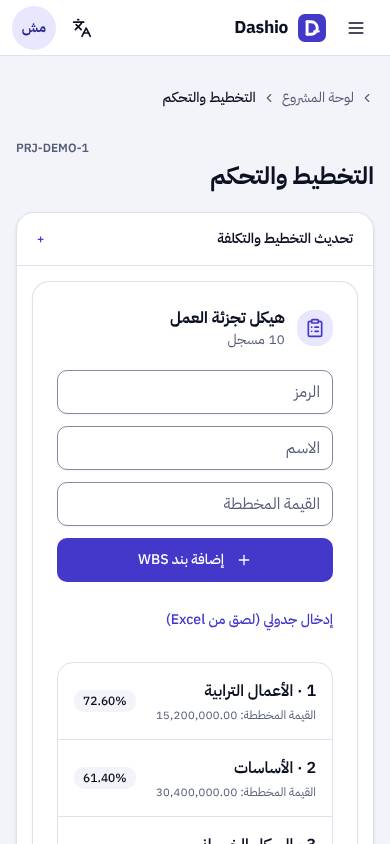 Dashio
مش
لوحة المشروع
التخطيط والتحكم
PRJ-DEMO-1
التخطيط والتحكم
تحديث التخطيط والتكلفة
+
هيكل تجزئة العمل
10 مسجل
الرمز
الاسم
القيمة المخططة
+ إضافة بند WBS
إدخال جدولي (لصق من Excel)
1 · الأعمال الترابية
72.60%
القيمة المخططة: 15,200,000.00
2 · الأساسات
61.40%
القيمة المخططة: 30,400,000.00